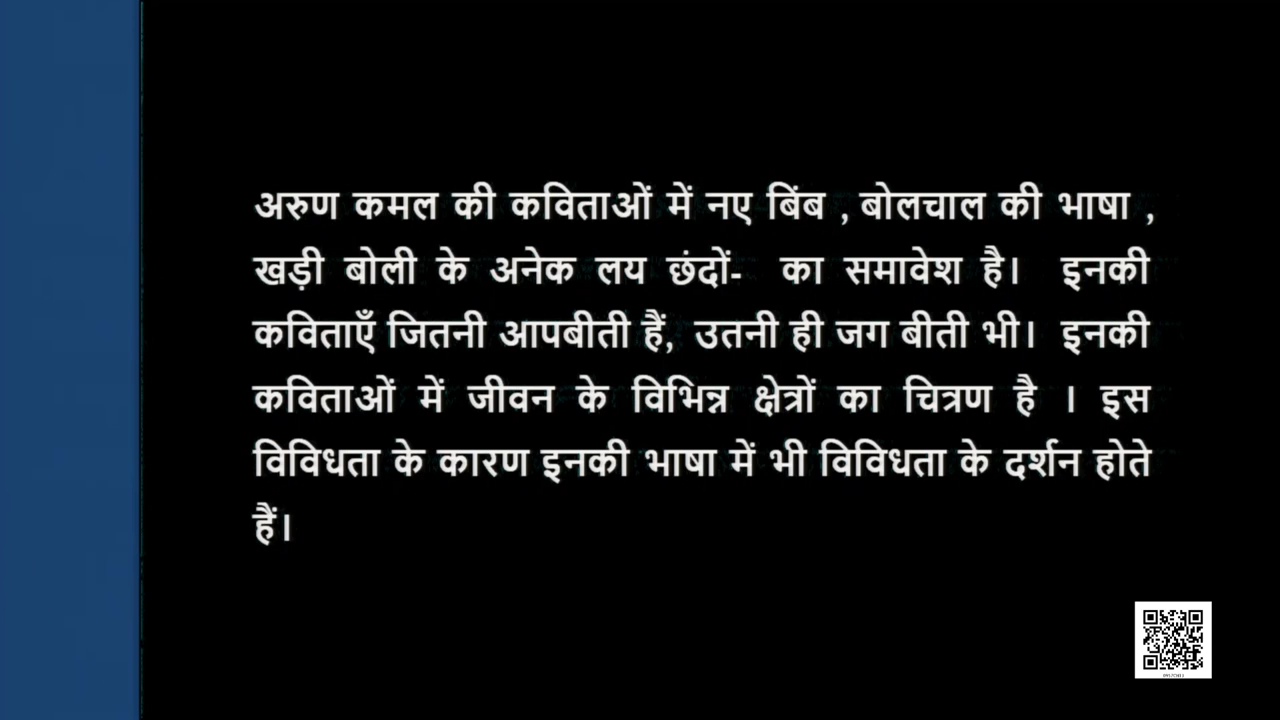 अरुण कमल की कविताओं में नए बिंब , बोलचाल की भाषा ,
खड़ी बोली के अनेक लय छंदों- का समावेश है। इनकी
कविताएँ जितनी आपबीती हैं, उतनी ही जग बीती भी। इनकी
कविताओं में जीवन के विभिन्न क्षेत्रों का चित्रण है । इस
विविधता के कारण इनकी भाषा में भी विविधता के दर्शन होते
हैं।